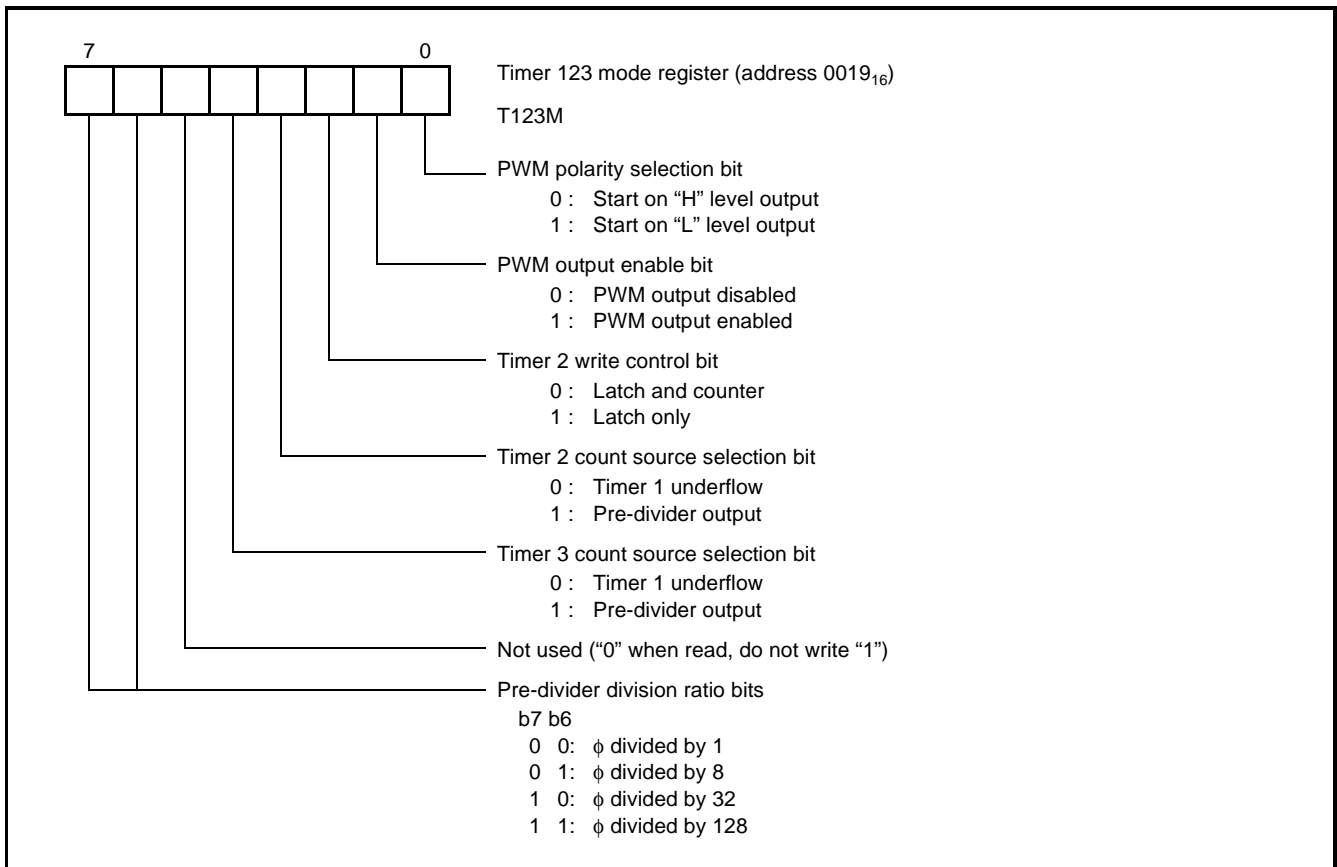 7 0
Timer 123 mode register (address 0019₁₆)
T123M
PWM polarity selection bit
0 : Start on “H” level output
1 : Start on “L” level output
PWM output enable bit
0 : PWM output disabled
1 : PWM output enabled
Timer 2 write control bit
0 : Latch and counter
1 : Latch only
Timer 2 count source selection bit
0 : Timer 1 underflow
1 : Pre-divider output
Timer 3 count source selection bit
0 : Timer 1 underflow
1 : Pre-divider output
Not used (“0” when read, do not write “1”)
Pre-divider division ratio bits
b7 b6
0 0: ϕ divided by 1
0 1: ϕ divided by 8
1 0: ϕ divided by 32
1 1: ϕ divided by 128